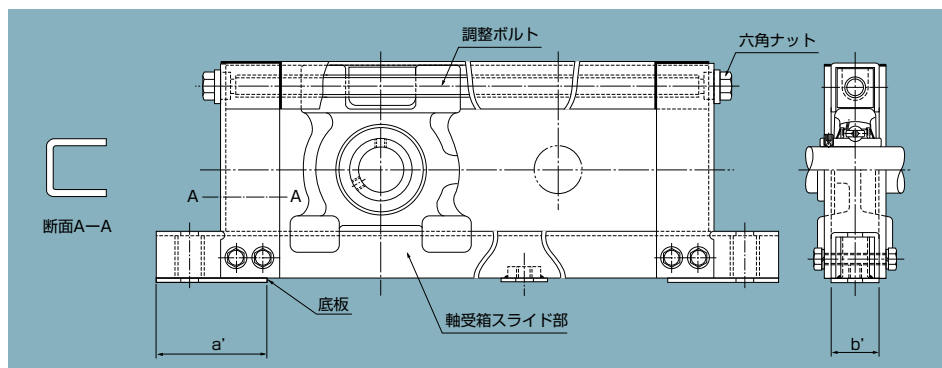 調整ボルト
六角ナット
A A
断面A－A
底板
軸受箱スライド部
a'
b'